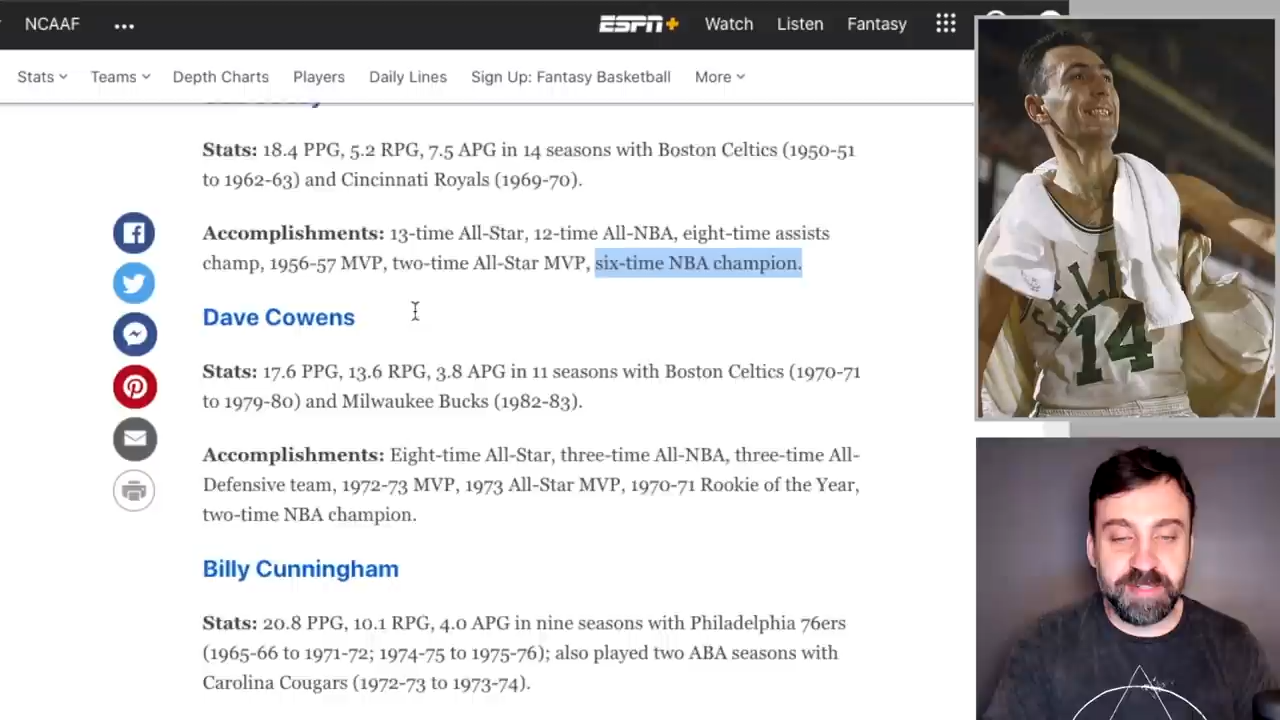 NCAAF ••• ESPN+ Watch Listen Fantasy
Stats Teams Depth Charts Players Daily Lines Sign Up: Fantasy Basketball More
Stats: 18.4 PPG, 5.2 RPG, 7.5 APG in 14 seasons with Boston Celtics (1950-51
to 1962-63) and Cincinnati Royals (1969-70).
Accomplishments: 13-time All-Star, 12-time All-NBA, eight-time assists
champ, 1956-57 MVP, two-time All-Star MVP, six-time NBA champion.
Dave Cowens
Stats: 17.6 PPG, 13.6 RPG, 3.8 APG in 11 seasons with Boston Celtics (1970-71
to 1979-80) and Milwaukee Bucks (1982-83).
Accomplishments: Eight-time All-Star, three-time All-NBA, three-time All-
Defensive team, 1972-73 MVP, 1973 All-Star MVP, 1970-71 Rookie of the Year,
two-time NBA champion.
Billy Cunningham
Stats: 20.8 PPG, 10.1 RPG, 4.0 APG in nine seasons with Philadelphia 76ers
(1965-66 to 1971-72; 1974-75 to 1975-76); also played two ABA seasons with
Carolina Cougars (1972-73 to 1973-74).
CELTI
14